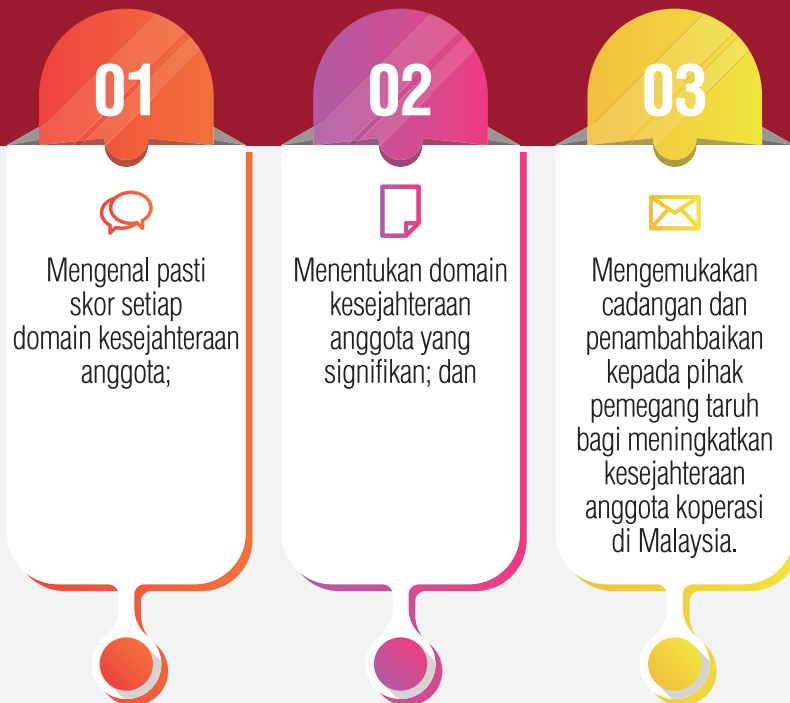 01
Mengenal pasti
skor setiap
domain kesejahteraan
anggota;
02
Menentukan domain
kesejahteraan
anggota yang
signifikan; dan
03
Mengemukakan
cadangan dan
penambahbaikan
kepada pihak
pemegang taruh
bagi meningkatkan
kesejahteraan
anggota koperasi
di Malaysia.